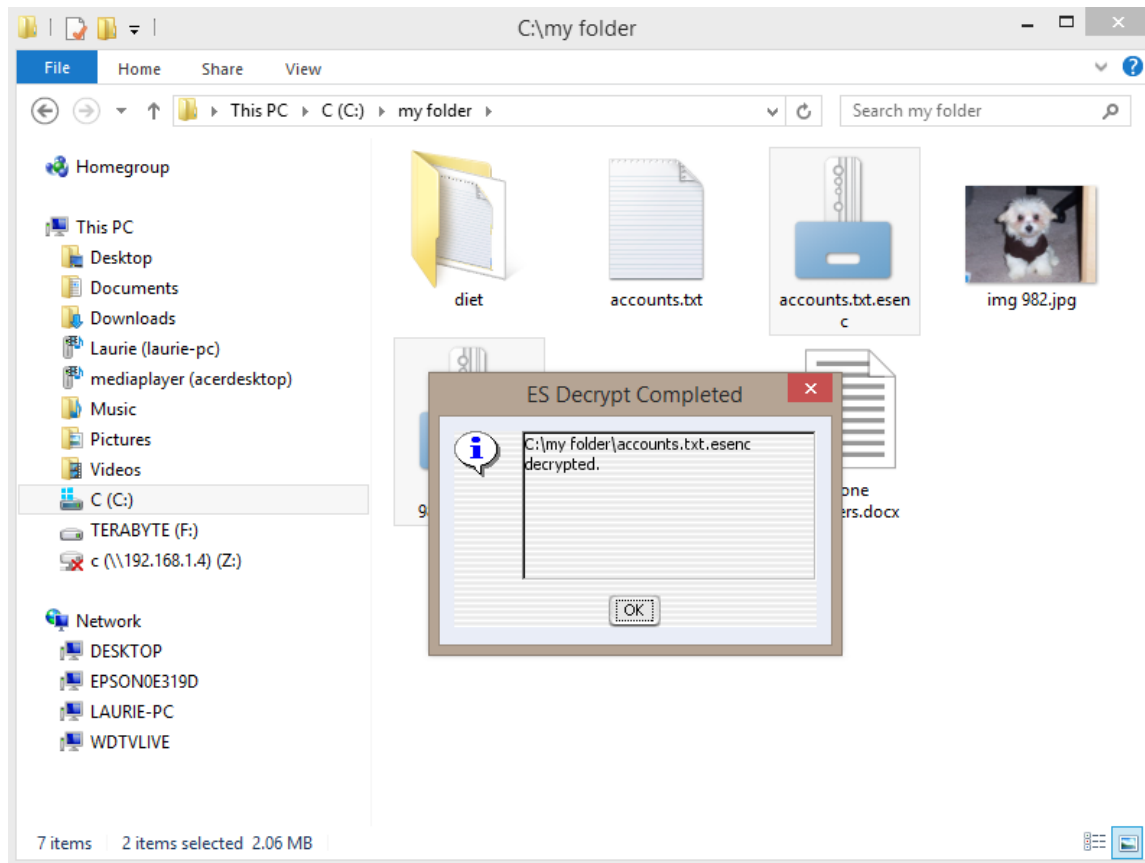 C:\my folder
File Home Share View
This PC C (C:) my folder
Search my folder
Homegroup
This PC
Desktop
Documents
Downloads
Laurie (laurie-pc)
mediaplayer (acerdesktop)
Music
Pictures
Videos
C (C:)
TERABYTE (F:)
c (\\192.168.1.4) (Z:)
Network
DESKTOP
EPSON0E319D
LAURIE-PC
WDTVLIVE
diet
accounts.txt
accounts.txt.esen
c
img 982.jpg
ES Decrypt Completed
C:\my folder\accounts.txt.esenc
decrypted.
OK
7 items 2 items selected 2.06 MB